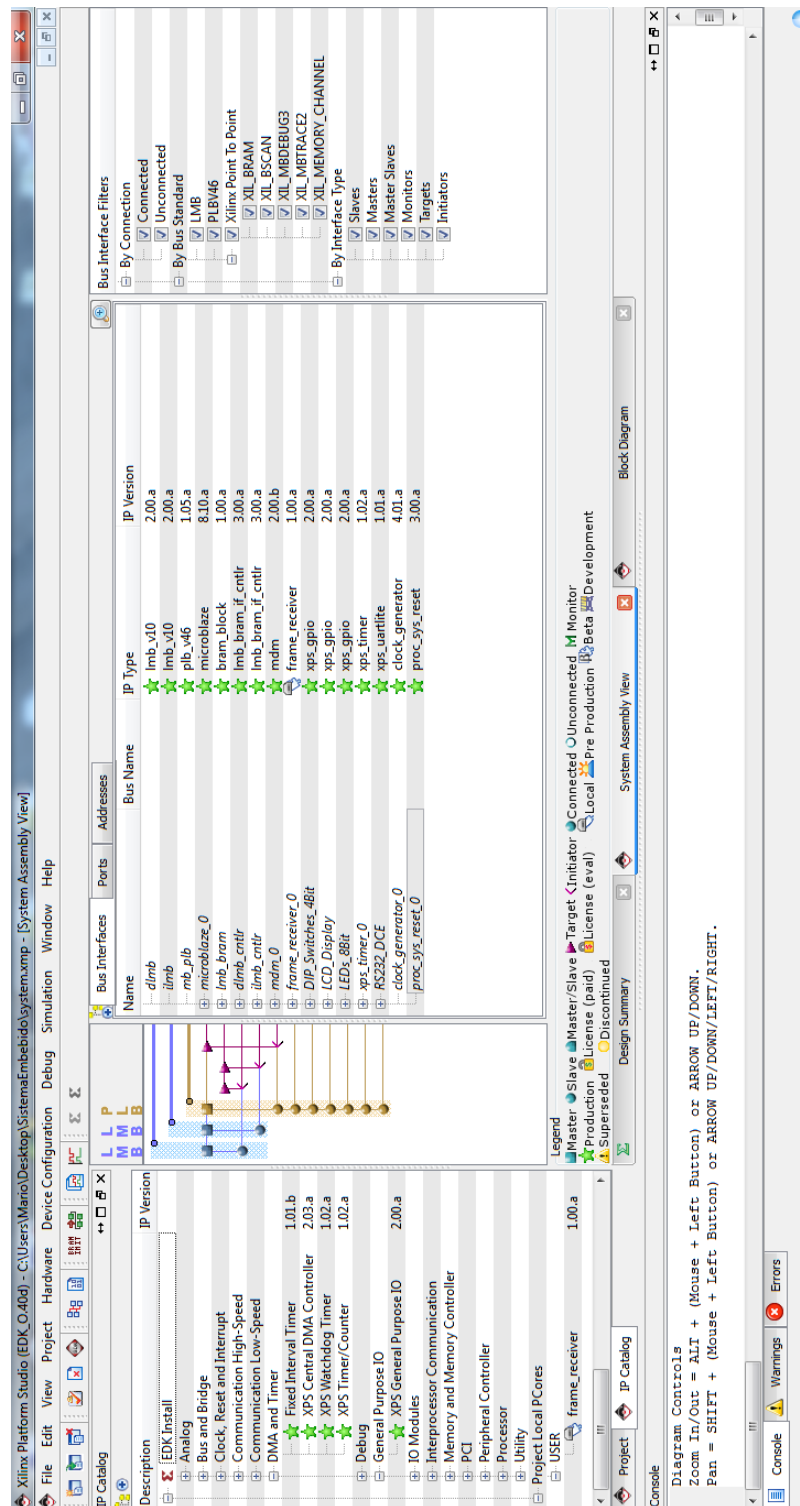 Xilinx Platform Studio (EDK_O.40d) - C:\Users\Mario\Desktop\SistemaEmbebido\system.xmp - [System Assembly View]
File Edit View Project Hardware Device Configuration Debug Simulation Window Help
BRAM INIT
IP Catalog
Description IP Version
EDK Install
Analog
Bus and Bridge
Clock, Reset and Interrupt
Communication High-Speed
Communication Low-Speed
DMA and Timer
Fixed Interval Timer 1.01.b
XPS Central DMA Controller 2.03.a
XPS Watchdog Timer 1.02.a
XPS Timer/Counter 1.02.a
Debug
General Purpose IO
XPS General Purpose IO 2.00.a
IO Modules
Interprocessor Communication
Memory and Memory Controller
PCI
Peripheral Controller
Processor
Utility
Project Local PCores
USER
frame_receiver 1.00.a
Project IP Catalog
L L P
M M L
B B B
Bus Interfaces Ports Addresses
Name Bus Name IP Type IP Version
dlmb lmb_v10 2.00.a
ilmb lmb_v10 2.00.a
mb_plb plb_v46 1.05.a
microblaze_0 microblaze 8.10.a
lmb_bram bram_block 1.00.a
dlmb_cntlr lmb_bram_if_cntlr 3.00.a
ilmb_cntlr lmb_bram_if_cntlr 3.00.a
mdm_0 mdm 2.00.b
frame_receiver_0 frame_receiver 1.00.a
DIP_Switches_4Bit xps_gpio 2.00.a
LCD_Display xps_gpio 2.00.a
LEDs_8Bit xps_gpio 2.00.a
xps_timer_0 xps_timer 1.02.a
RS232_DCE xps_uartlite 1.01.a
clock_generator_0 clock_generator 4.01.a
proc_sys_reset_0 proc_sys_reset 3.00.a
Bus Interface Filters
By Connection
Connected
Unconnected
By Bus Standard
LMB
PLBV46
Xilinx Point To Point
XIL_BRAM
XIL_BSCAN
XIL_MBDEBUG3
XIL_MBTRACE2
XIL_MEMORY_CHANNEL
By Interface Type
Slaves
Masters
Master Slaves
Monitors
Targets
Initiators
Legend
Master Slave Master/Slave Target Initiator Connected Unconnected M Monitor
Production License (paid) License (eval) Local Pre Production Beta Development
Superseded Discontinued
Design Summary System Assembly View Block Diagram
Console
Diagram Controls
Zoom In/Out = ALT + (Mouse + Left Button) or ARROW UP/DOWN.
Pan = SHIFT + (Mouse + Left Button) or ARROW UP/DOWN/LEFT/RIGHT.
Console Warnings Errors